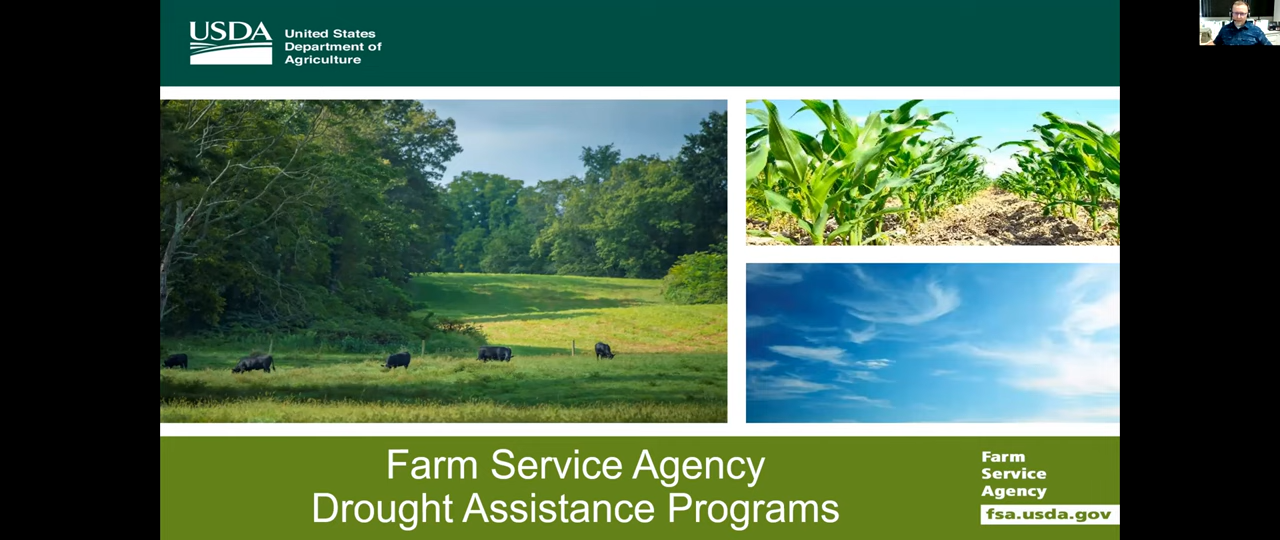 USDA
United States
Department of
Agriculture
Farm Service Agency
Drought Assistance Programs
Farm
Service
Agency
fsa.usda.gov